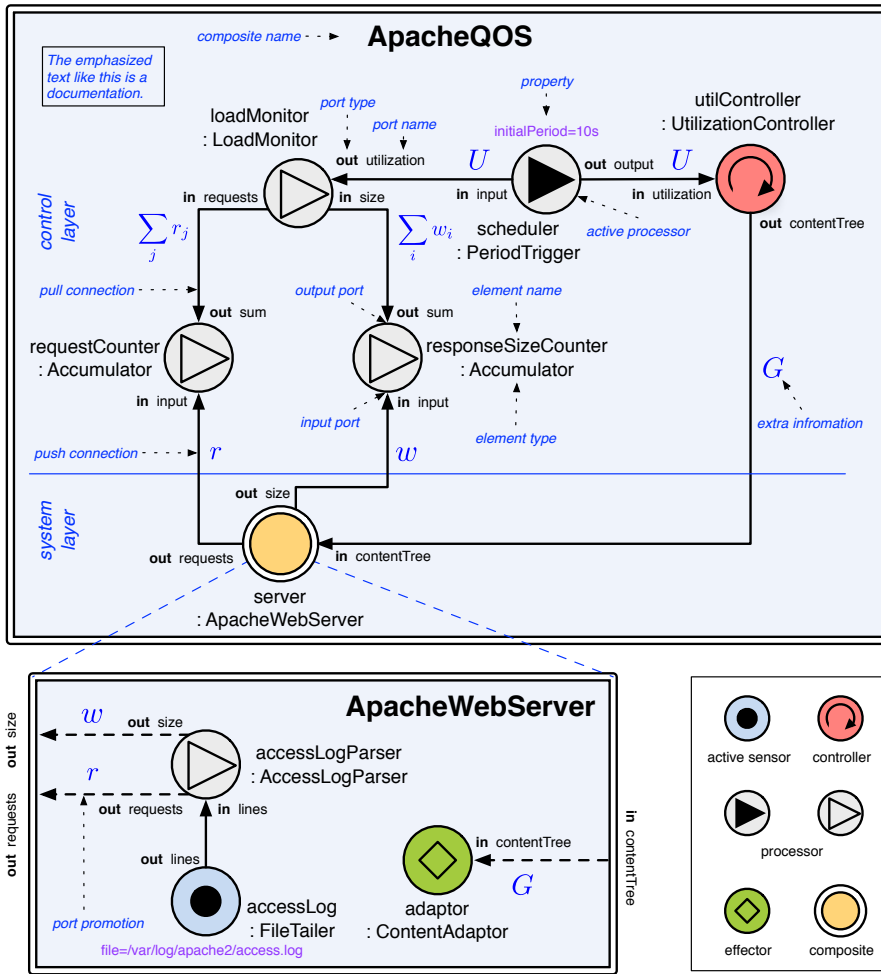 composite name
ApacheQOS
The emphasized
text like this is a
documentation.
property
port type
port name
loadMonitor
: LoadMonitor
initialPeriod=10s
utilController
: UtilizationController
out utilization
U
out output
U
in requests
in size
in input
in utilization
control
layer
∑ r_j
j
∑ w_i
i
scheduler
: PeriodTrigger
active processor
out contentTree
pull connection
output port
element name
out sum
out sum
requestCounter
: Accumulator
responseSizeCounter
: Accumulator
G
in input
in input
input port
element type
extra infromation
push connection
r
w
out size
system
layer
out requests
in contentTree
server
: ApacheWebServer
ApacheWebServer
out size
w
out size
accessLogParser
: AccessLogParser
r
out requests
out requests
in lines
out lines
in contentTree
in contentTree
G
port promotion
accessLog
: FileTailer
adaptor
: ContentAdaptor
file=/var/log/apache2/access.log
active sensor
controller
processor
effector
composite